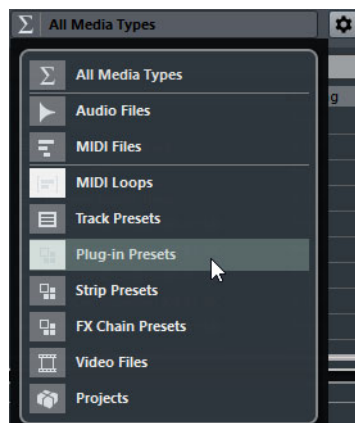 Σ All Media Types
g
Σ All Media Types
Audio Files
MIDI Files
MIDI Loops
Track Presets
Plug-in Presets
Strip Presets
FX Chain Presets
Video Files
Projects